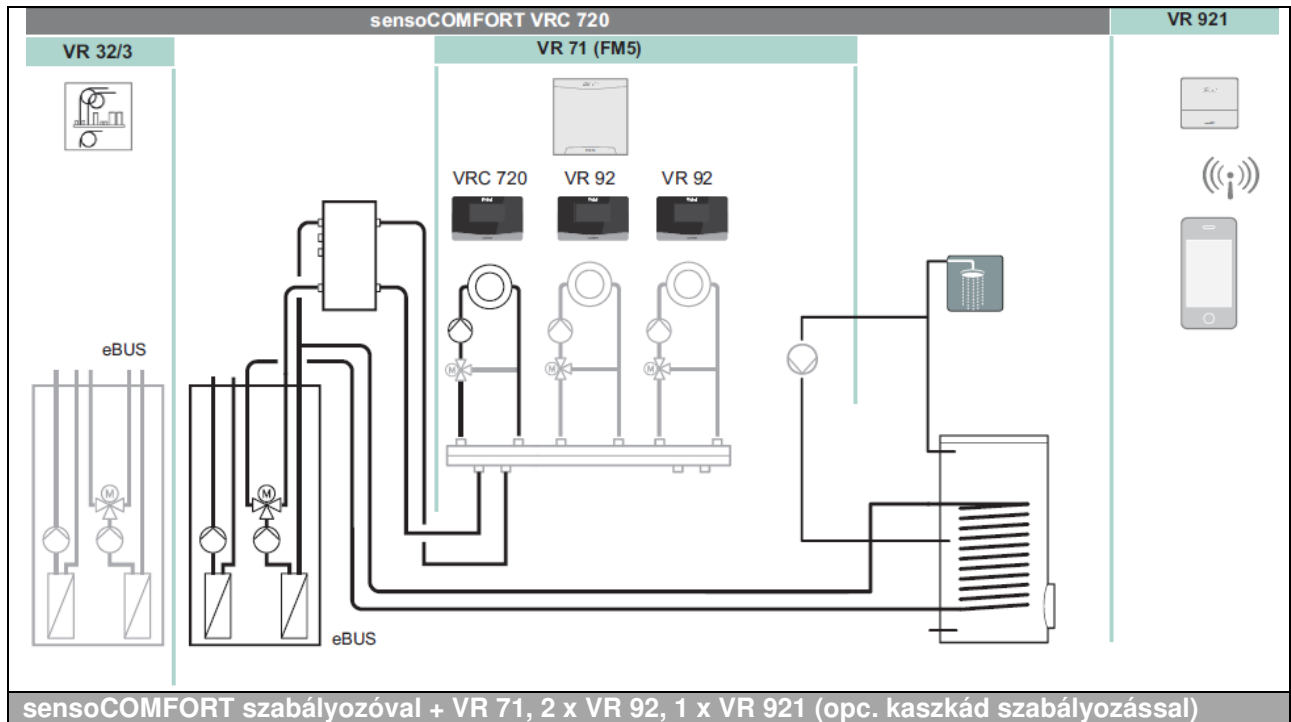 sensoCOMFORT VRC 720
VR 921
VR 32/3
VR 71 (FM5)
VRC 720
VR 92
VR 92
eBUS
M
M
M
M
M
eBUS
sensoCOMFORT szabályozóval + VR 71, 2 x VR 92, 1 x VR 921 (opc. kaszkád szabályozással)